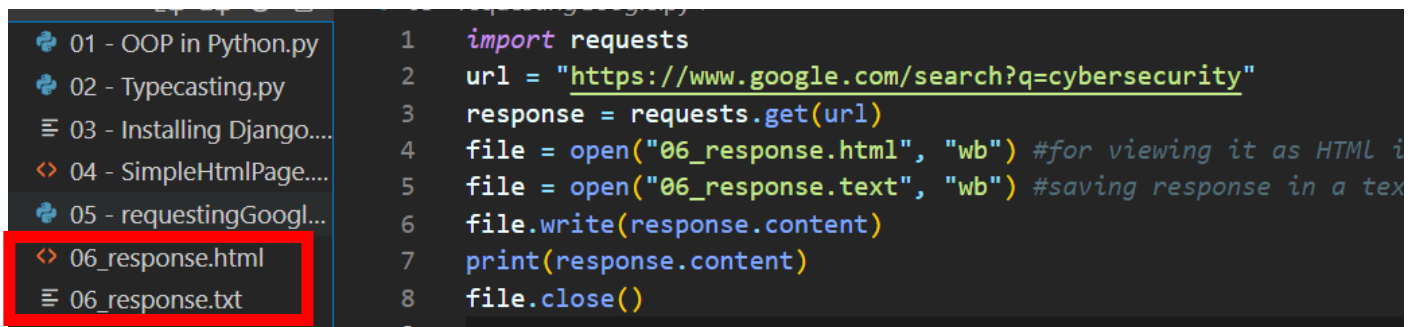 01 - OOP in Python.py
02 - Typecasting.py
03 - Installing Django....
04 - SimpleHtmlPage....
05 - requestingGoogl...
06_response.html
06_response.txt
1 import requests
2 url = "https://www.google.com/search?q=cybersecurity"
3 response = requests.get(url)
4 file = open("06_response.html", "wb") #for viewing it as HTML i
5 file = open("06_response.text", "wb") #saving response in a tex
6 file.write(response.content)
7 print(response.content)
8 file.close()